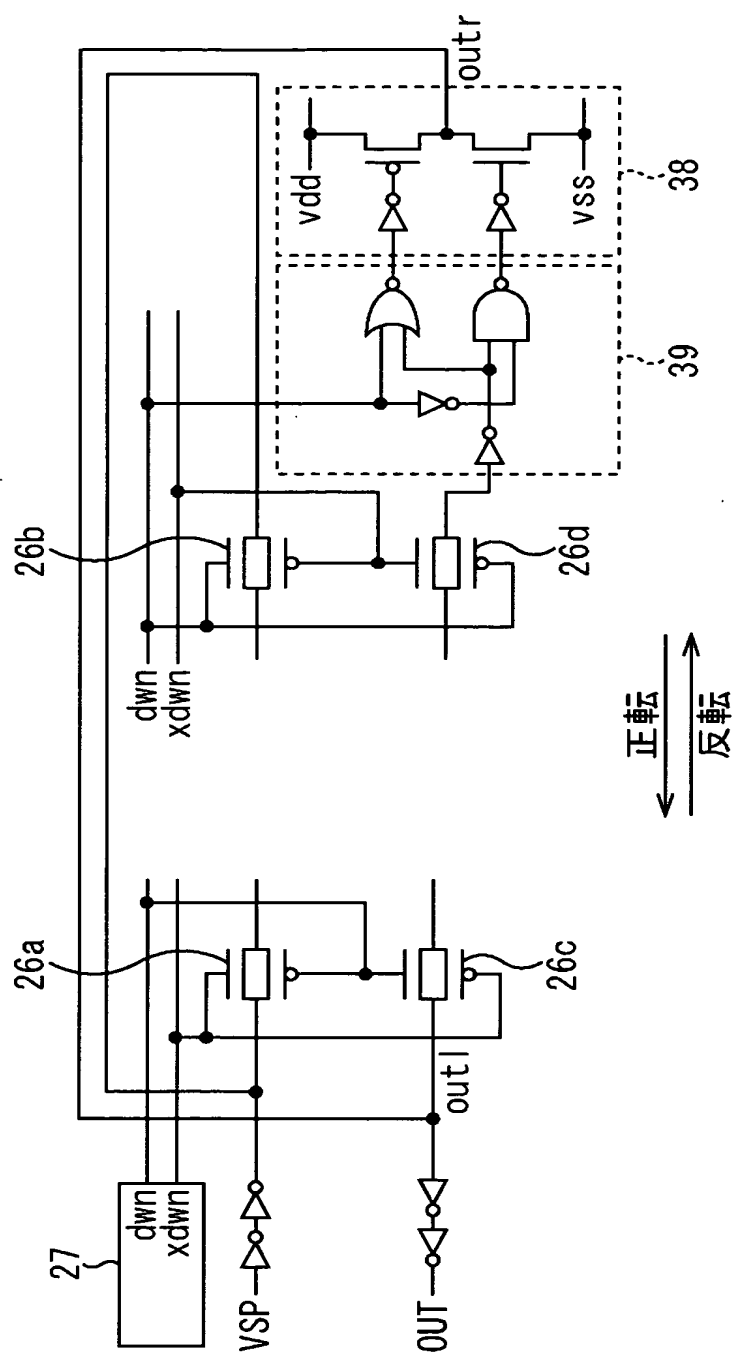 27
dwn
xdwn
VSP
OUT
outl
26a
26c
dwn
xdwn
26b
26d
vdd
vss
outr
39
38
正転
反転